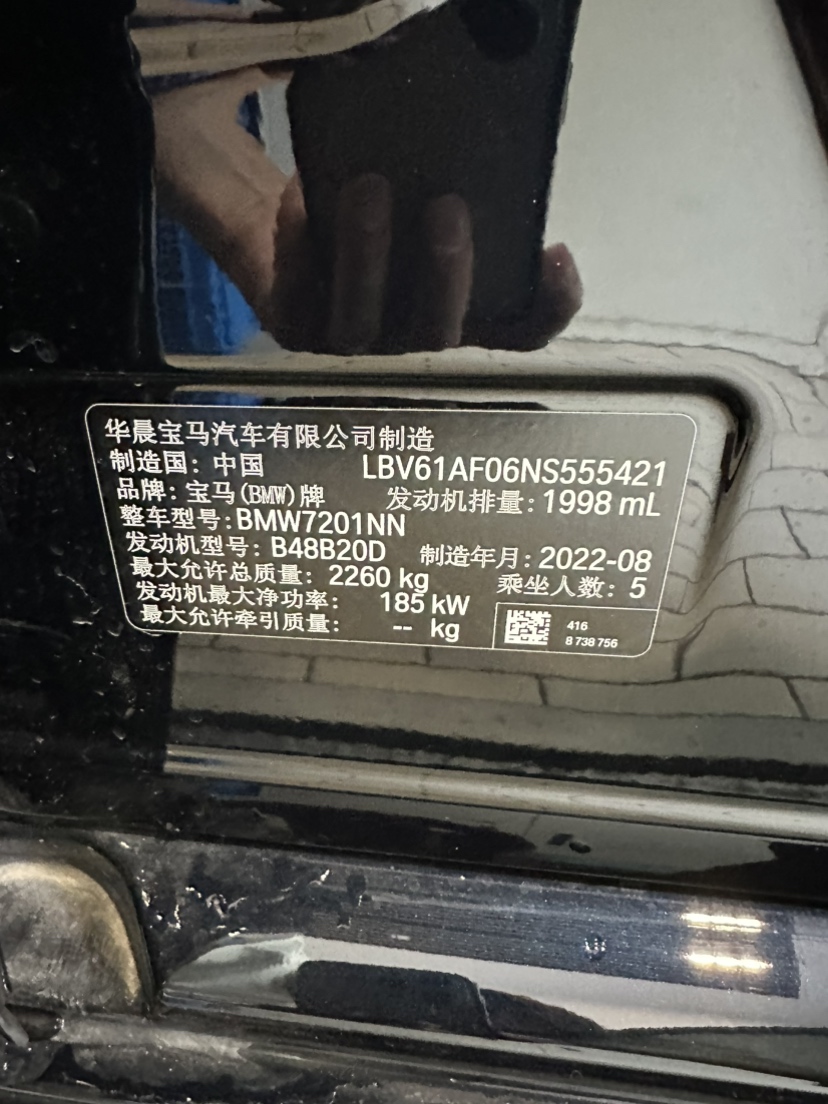 华晨宝马汽车有限公司制造
制造国：中国 LBV61AF06NS555421
品牌：宝马(BMW)牌 发动机排量：1998 mL
整车型号：BMW7201NN
发动机型号：B48B20D 制造年月：2022-08
最大允许总质量：2260 kg 乘坐人数：5
发动机最大净功率： 185 kW
最大允许牵引质量： -- kg
416
8 738 756